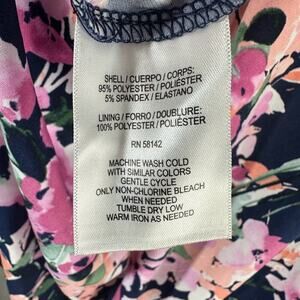 SHELL / CUERPO / CORPS:
95% POLYESTER / POLIÉSTER
5% SPANDEX / ELASTANO
LINING / FORRO / DOUBLURE:
100% POLYESTER / POLIÉSTER
RN 58142
MACHINE WASH COLD
WITH SIMILAR COLORS
GENTLE CYCLE
ONLY NON-CHLORINE BLEACH
WHEN NEEDED
TUMBLE DRY LOW
WARM IRON AS NEEDED